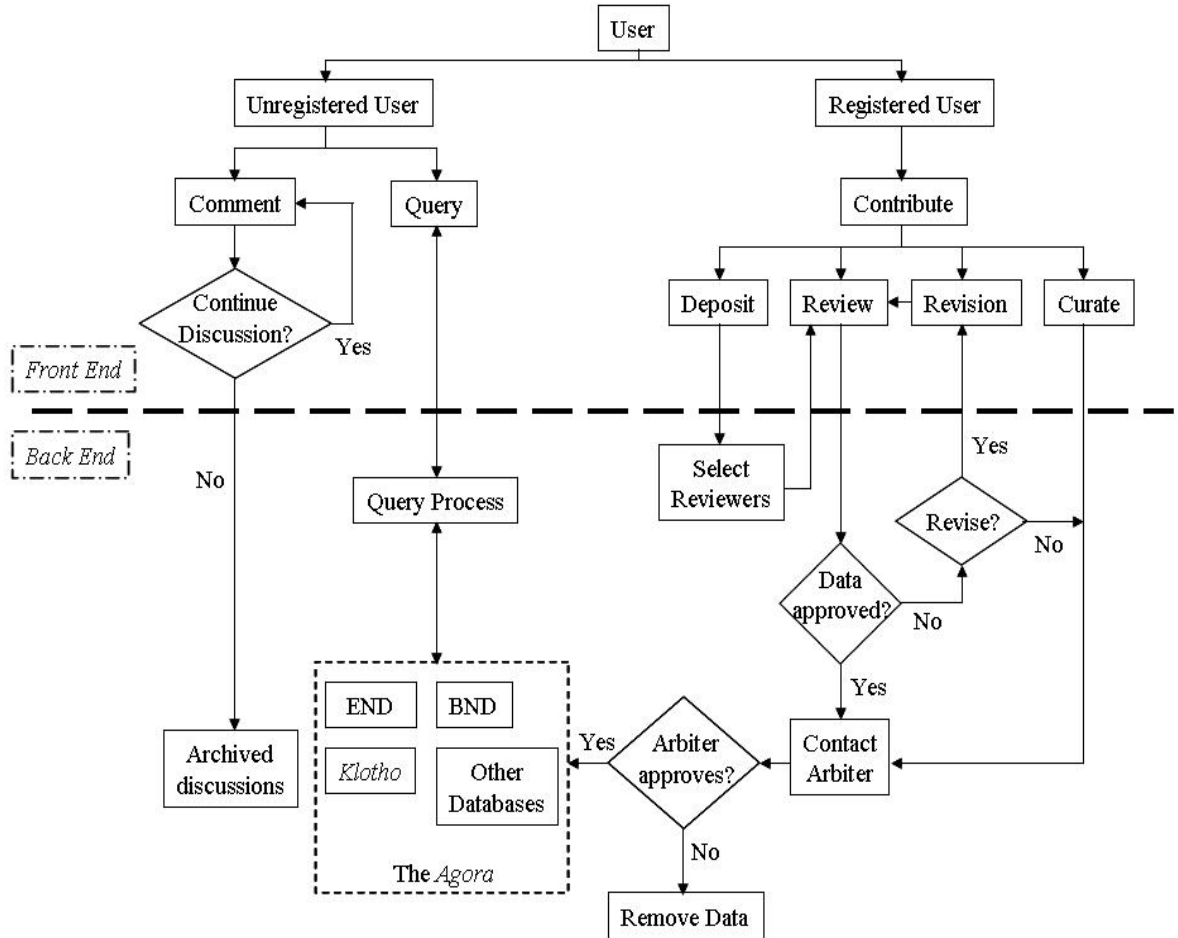 User
Unregistered User
Registered User
Comment
Query
Contribute
Deposit
Review
Revision
Curate
Continue
Discussion?
Yes
Front End
Back End
No
Query Process
Select
Reviewers
Yes
Revise?
No
Data
approved?
No
Yes
END
BND
Klotho
Other
Databases
The Agora
Archived
discussions
Yes
Arbiter
approves?
Contact
Arbiter
No
Remove Data